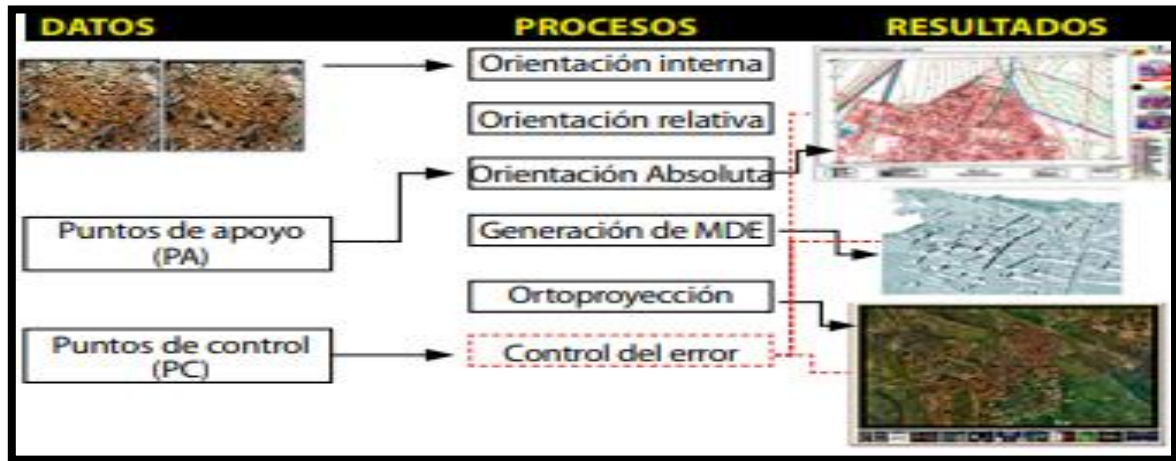 DATOS
PROCESOS
RESULTADOS
Orientación interna
Orientación relativa
Orientación Absoluta
Puntos de apoyo
(PA)
Generación de MDE
Ortoproyección
Puntos de control
(PC)
Control del error